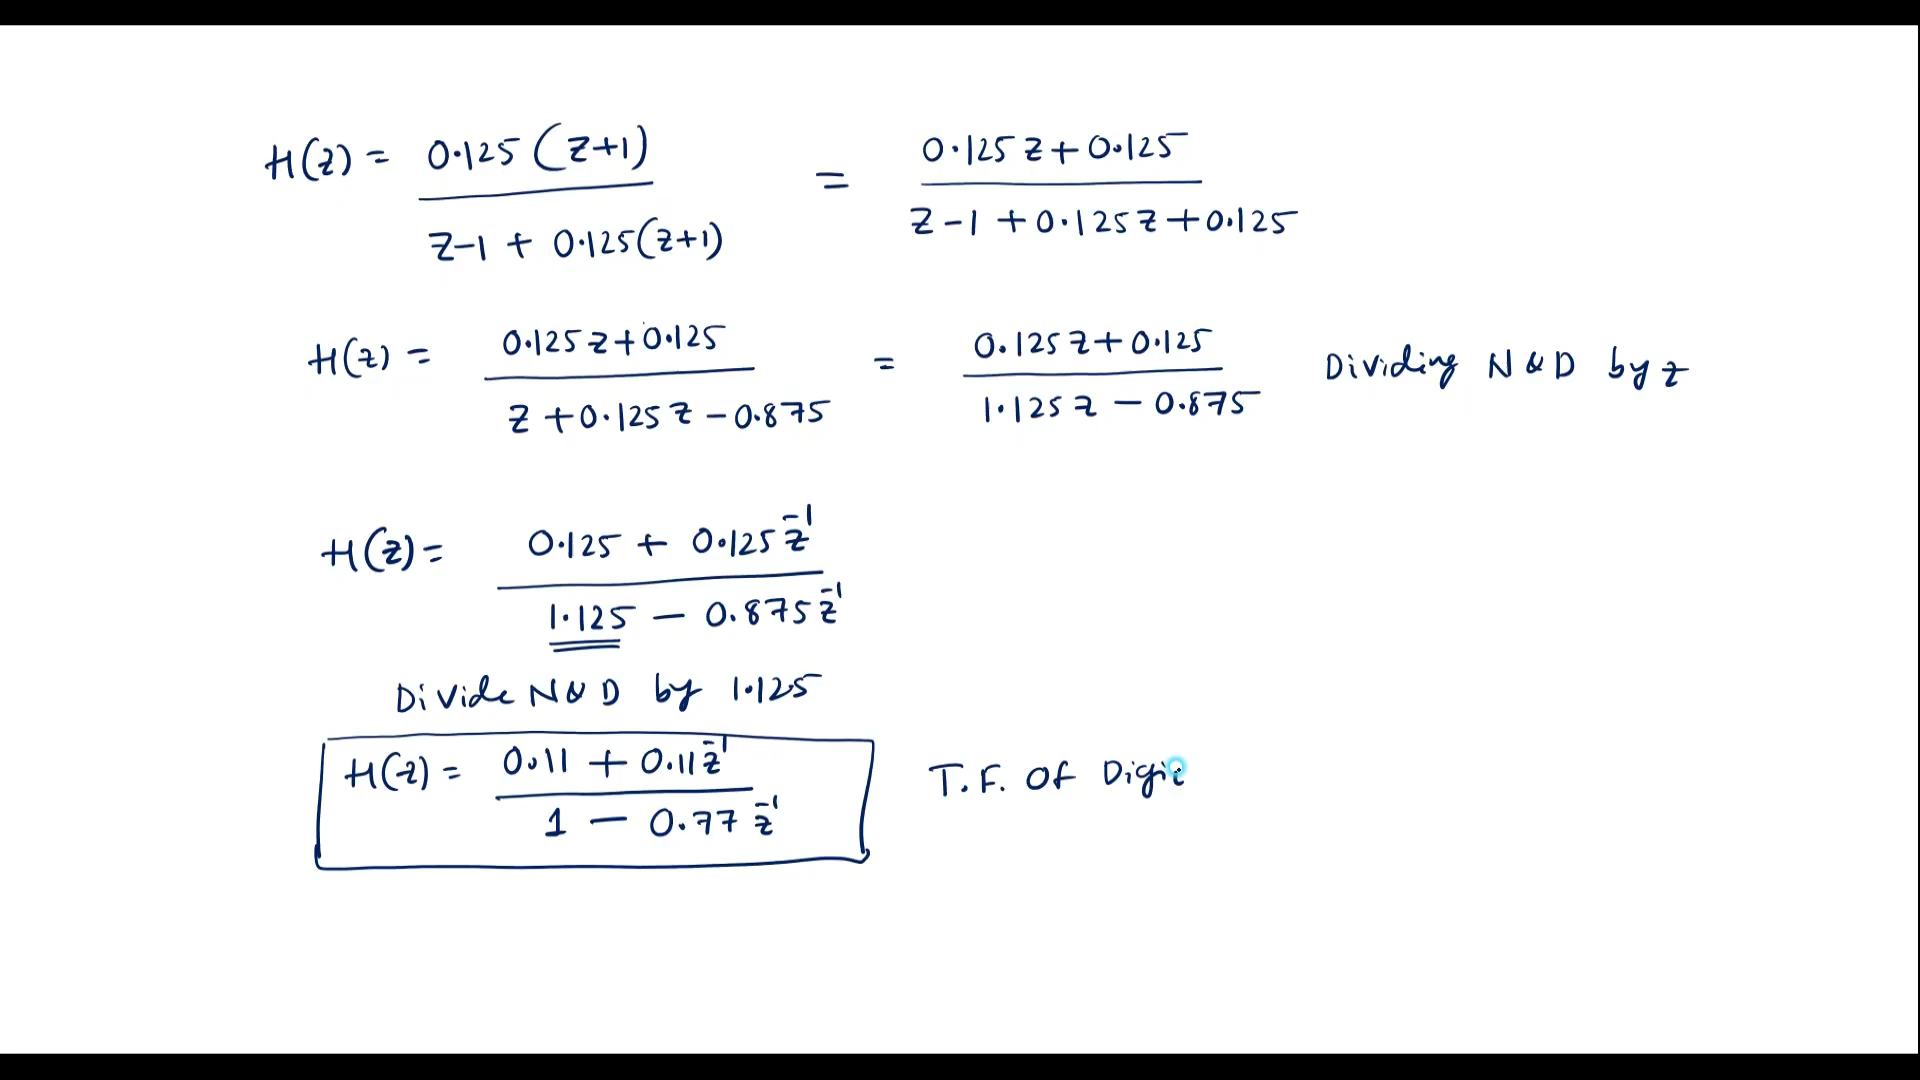 H(z) = 0.125 (z+1) / z-1 + 0.125(z+1) = 0.125 z + 0.125 / z-1 + 0.125 z + 0.125
H(z) = 0.125 z + 0.125 / z + 0.125 z - 0.875 = 0.125 z + 0.125 / 1.125 z - 0.875 Dividing N & D by z
H(z) = 0.125 + 0.125 z⁻¹ / 1.125 - 0.875 z⁻¹
Divide N & D by 1.125
H(z) = 0.11 + 0.11 z⁻¹ / 1 - 0.77 z⁻¹ T.F. Of Digit